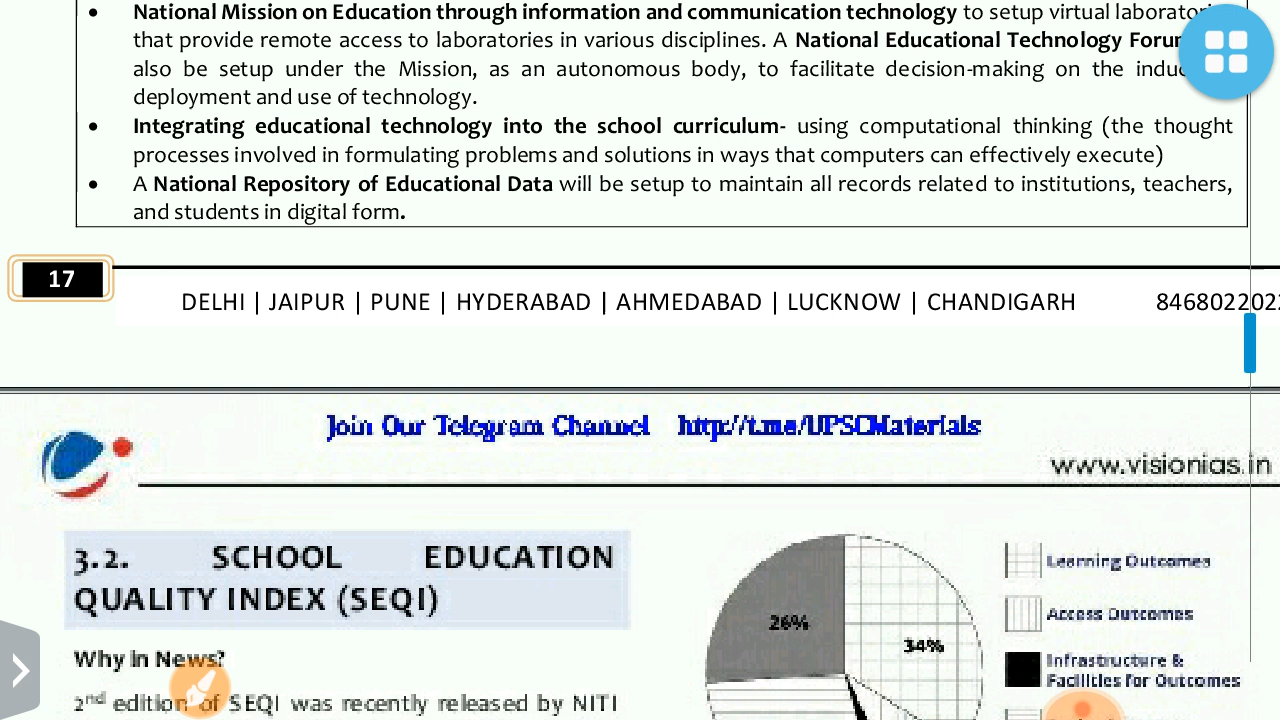 • National Mission on Education through information and communication technology to setup virtual
that provide remote access to laboratories in various disciplines. A National Educational Technology
also be setup under the Mission, as an autonomous body, to facilitate decision-making on the
deployment and use of technology.
• Integrating educational technology into the school curriculum- using computational thinking (the thought
processes involved in formulating problems and solutions in ways that computers can effectively execute)
• A National Repository of Educational Data will be setup to maintain all records related to institutions, teachers,
and students in digital form.
17
DELHI | JAIPUR | PUNE | HYDERABAD | AHMEDABAD | LUCKNOW | CHANDIGARH
Join Our Telegram Channel http://t.me/UPSCMaterials
www.visionias.in
3.2. SCHOOL EDUCATION
QUALITY INDEX (SEQI)
Why in News?
2nd edition of SEQI was recently released by NITI
26%
34%
Learning Outcomes
Access Outcomes
Infrastructure &
Facilities for Outcomes